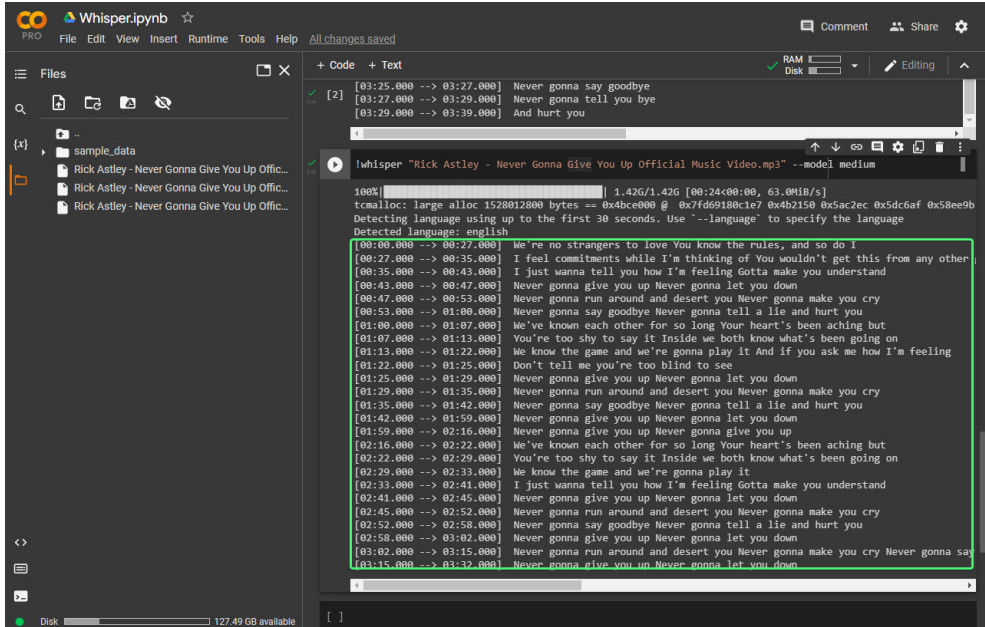 Whisper.ipynb
PRO
File Edit View Insert Runtime Tools Help All changes saved
Comment Share
Files
+ Code + Text
RAM
Disk
Editing
{x}
..
sample_data
Rick Astley - Never Gonna Give You Up Offic...
Rick Astley - Never Gonna Give You Up Offic...
Rick Astley - Never Gonna Give You Up Offic...
[2]
1m
[03:25.000 --> 03:27.000] Never gonna say goodbye
[03:27.000 --> 03:29.000] Never gonna tell you bye
[03:29.000 --> 03:39.000] And hurt you
1m
!whisper "Rick Astley - Never Gonna Give You Up Official Music Video.mp3" --model medium
100%| | 1.42G/1.42G [00:24<00:00, 63.0MiB/s]
tcmalloc: large alloc 1528012800 bytes == 0x4bce000 @ 0x7fd69180c1e7 0x4b2150 0x5ac2ec 0x5dc6af 0x58ee9b
Detecting language using up to the first 30 seconds. Use `--language` to specify the language
Detected language: english
[00:00.000 --> 00:27.000] We're no strangers to love You know the rules, and so do I
[00:27.000 --> 00:35.000] I feel commitments while I'm thinking of You wouldn't get this from any other
[00:35.000 --> 00:43.000] I just wanna tell you how I'm feeling Gotta make you understand
[00:43.000 --> 00:47.000] Never gonna give you up Never gonna let you down
[00:47.000 --> 00:53.000] Never gonna run around and desert you Never gonna make you cry
[00:53.000 --> 01:00.000] Never gonna say goodbye Never gonna tell a lie and hurt you
[01:00.000 --> 01:07.000] We've known each other for so long Your heart's been aching but
[01:07.000 --> 01:13.000] You're too shy to say it Inside we both know what's been going on
[01:13.000 --> 01:22.000] We know the game and we're gonna play it And if you ask me how I'm feeling
[01:22.000 --> 01:25.000] Don't tell me you're too blind to see
[01:25.000 --> 01:29.000] Never gonna give you up Never gonna let you down
[01:29.000 --> 01:35.000] Never gonna run around and desert you Never gonna make you cry
[01:35.000 --> 01:42.000] Never gonna say goodbye Never gonna tell a lie and hurt you
[01:42.000 --> 01:59.000] Never gonna give you up Never gonna let you down
[01:59.000 --> 02:16.000] Never gonna give you up Never gonna give you up
[02:16.000 --> 02:22.000] We've known each other for so long Your heart's been aching but
[02:22.000 --> 02:29.000] You're too shy to say it Inside we both know what's been going on
[02:29.000 --> 02:33.000] We know the game and we're gonna play it
[02:33.000 --> 02:41.000] I just wanna tell you how I'm feeling Gotta make you understand
[02:41.000 --> 02:45.000] Never gonna give you up Never gonna let you down
[02:45.000 --> 02:52.000] Never gonna run around and desert you Never gonna make you cry
[02:52.000 --> 02:58.000] Never gonna say goodbye Never gonna tell a lie and hurt you
[02:58.000 --> 03:02.000] Never gonna give you up Never gonna let you down
[03:02.000 --> 03:15.000] Never gonna run around and desert you Never gonna make you cry Never gonna say
[03:15.000 --> 03:32.000] Never gonna give you up Never gonna let you down
[ ]
Disk 127.49 GB available